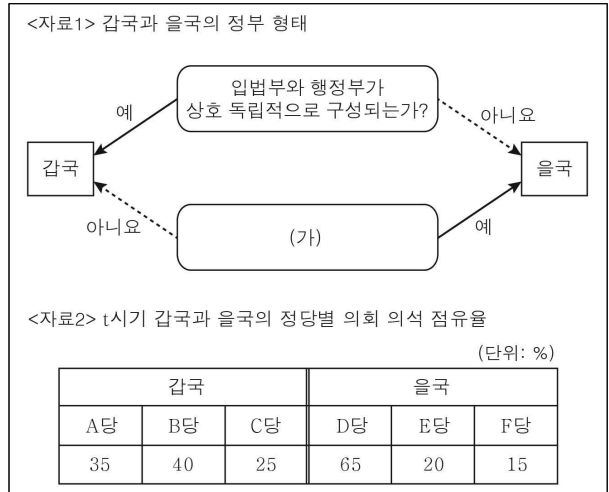 <자료1> 갑국과 을국의 정부 형태
입법부와 행정부가
상호 독립적으로 구성되는가?
예
아니요
갑국
을국
아니요
(가)
예
<자료2> t시기 갑국과 을국의 정당별 의회 의석 점유율
(단위: %)
갑국 을국
A당 B당 C당 D당 E당 F당
35 40 25 65 20 15